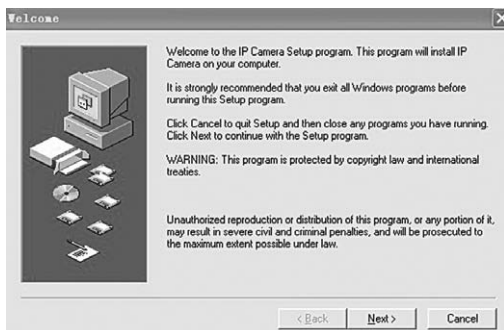 Welcome
Welcome to the IP Camera Setup program. This program will install IP
Camera on your computer.
It is strongly recommended that you exit all Windows programs before
running this Setup program.
Click Cancel to quit Setup and then close any programs you have running.
Click Next to continue with the Setup program.
WARNING: This program is protected by copyright law and international
treaties.
Unauthorized reproduction or distribution of this program, or any portion of it,
may result in severe civil and criminal penalties, and will be prosecuted to
the maximum extent possible under law.
< Back Next > Cancel